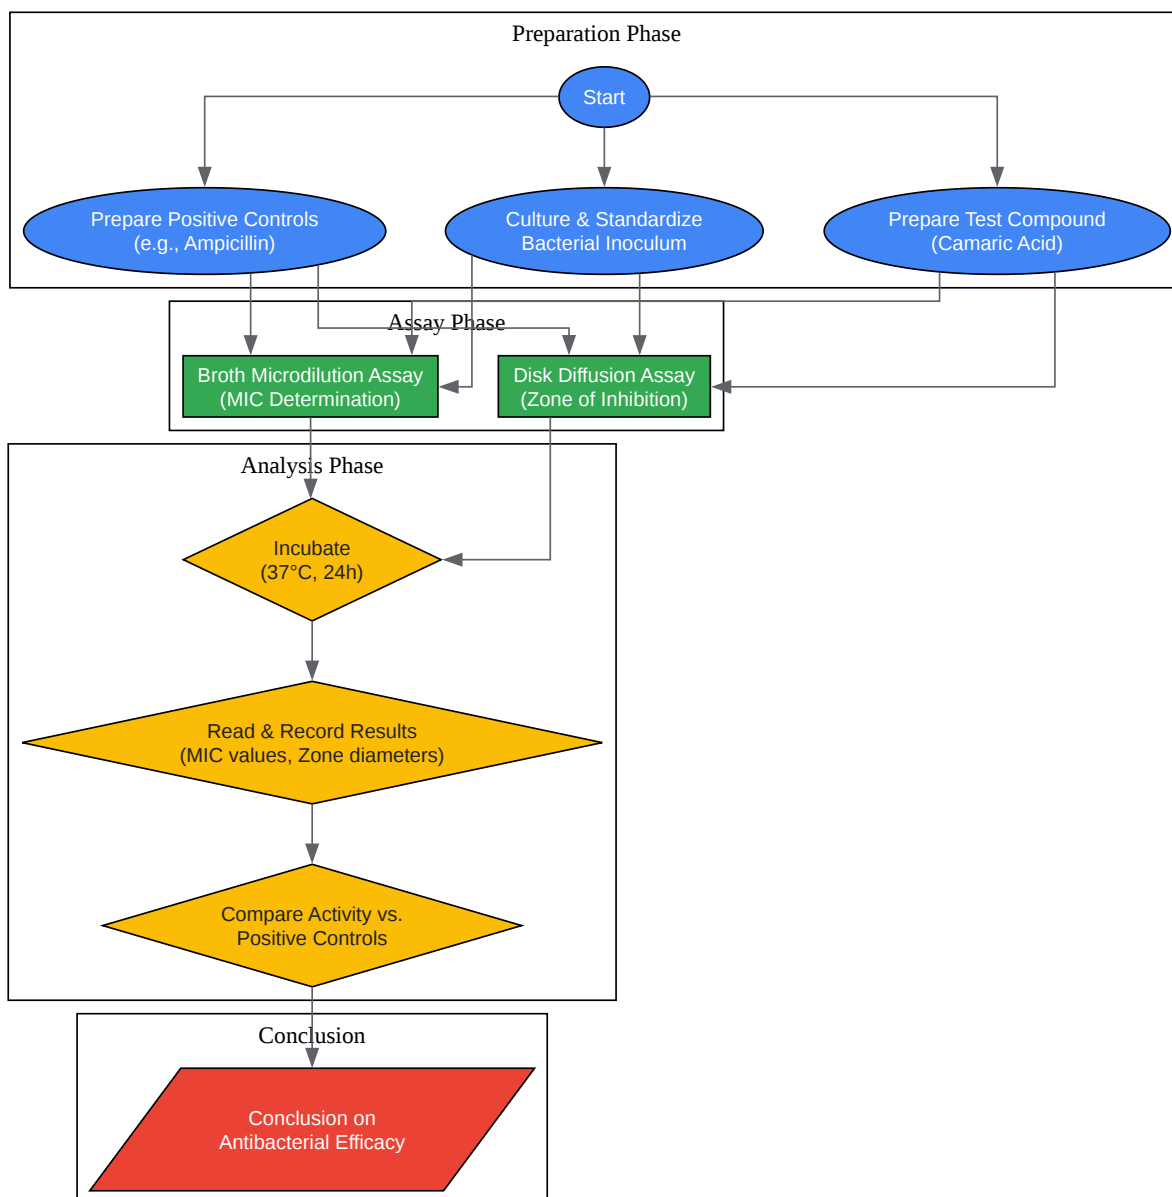 Preparation Phase
Start
Prepare Positive Controls
(e.g., Ampicillin)
Culture & Standardize
Bacterial Inoculum
Prepare Test Compound
(Camaric Acid)
Assay Phase
Broth Microdilution Assay
(MIC Determination)
Disk Diffusion Assay
(Zone of Inhibition)
Analysis Phase
Incubate
(37°C, 24h)
Read & Record Results
(MIC values, Zone diameters)
Compare Activity vs.
Positive Controls
Conclusion
Conclusion on
Antibacterial Efficacy